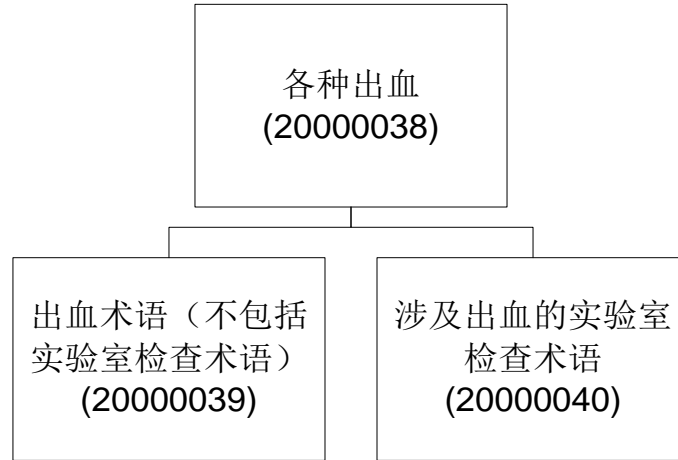 各种出血
(20000038)
出血术语（不包括
实验室检查术语）
(20000039)
涉及出血的实验室
检查术语
(20000040)